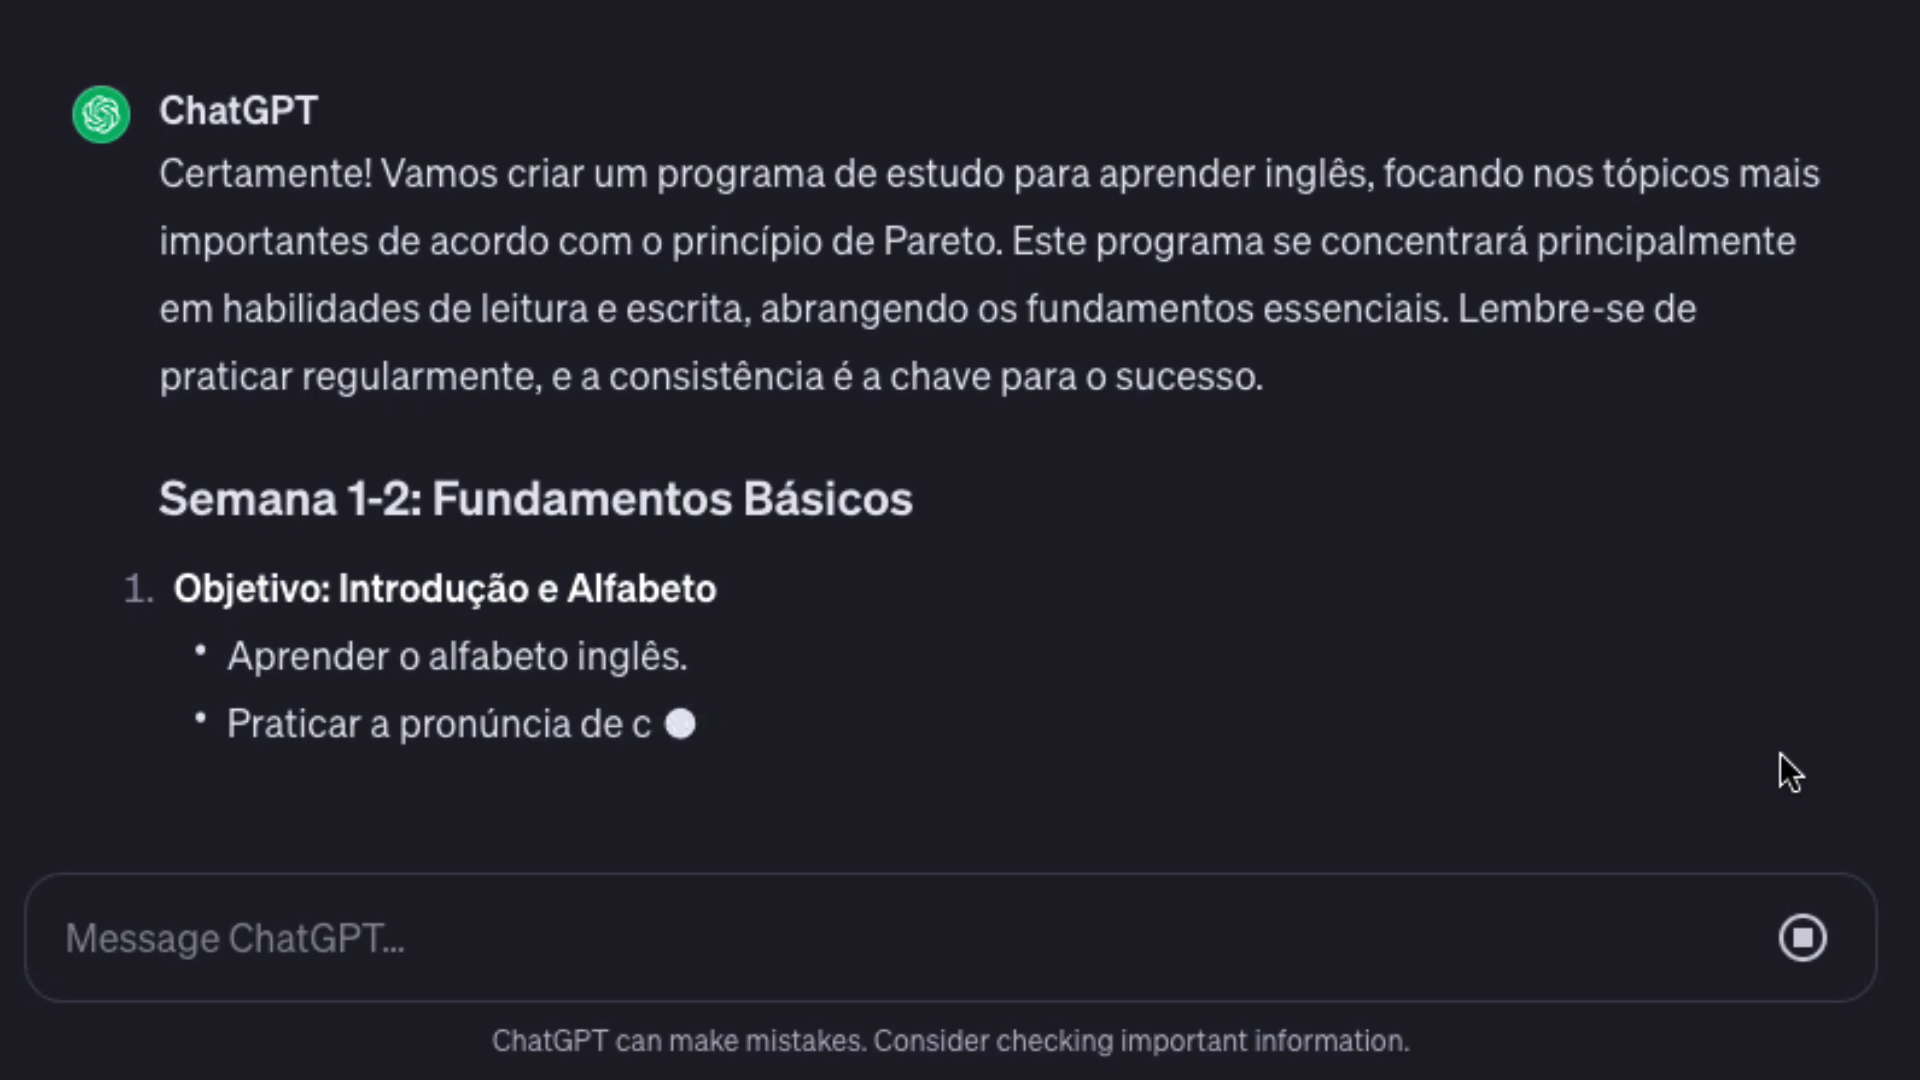 ChatGPT
Certamente! Vamos criar um programa de estudo para aprender inglês, focando nos tópicos mais
importantes de acordo com o princípio de Pareto. Este programa se concentrará principalmente
em habilidades de leitura e escrita, abrangendo os fundamentos essenciais. Lembre-se de
praticar regularmente, e a consistência é a chave para o sucesso.
Semana 1-2: Fundamentos Básicos
1. Objetivo: Introdução e Alfabeto
• Aprender o alfabeto inglês.
• Praticar a pronúncia de c
Message ChatGPT...
ChatGPT can make mistakes. Consider checking important information.